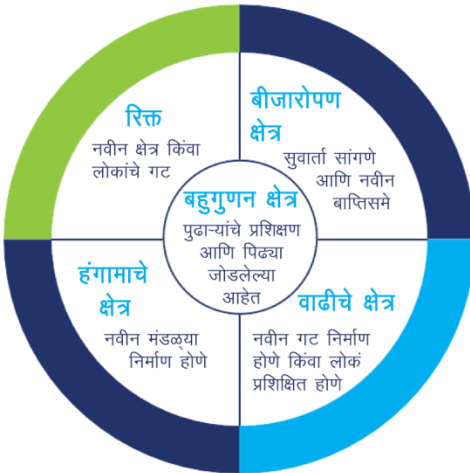 रिक्त
नवीन क्षेत्र किंवा
लोकांचे गट
बीजारोपण
क्षेत्र
सुवार्ता सांगणे
आणि नवीन
बाप्तिसमे
बहुगुणन क्षेत्र
पुढाऱ्यांचे प्रशिक्षण
आणि पिढ्या
जोडलेल्या
आहेत
हंगामाचे
क्षेत्र
नवीन मंडळ्या
निर्माण होणे
वाढीचे क्षेत्र
नवीन गट निर्माण
होणे किंवा लोकं
प्रशिक्षित होणे